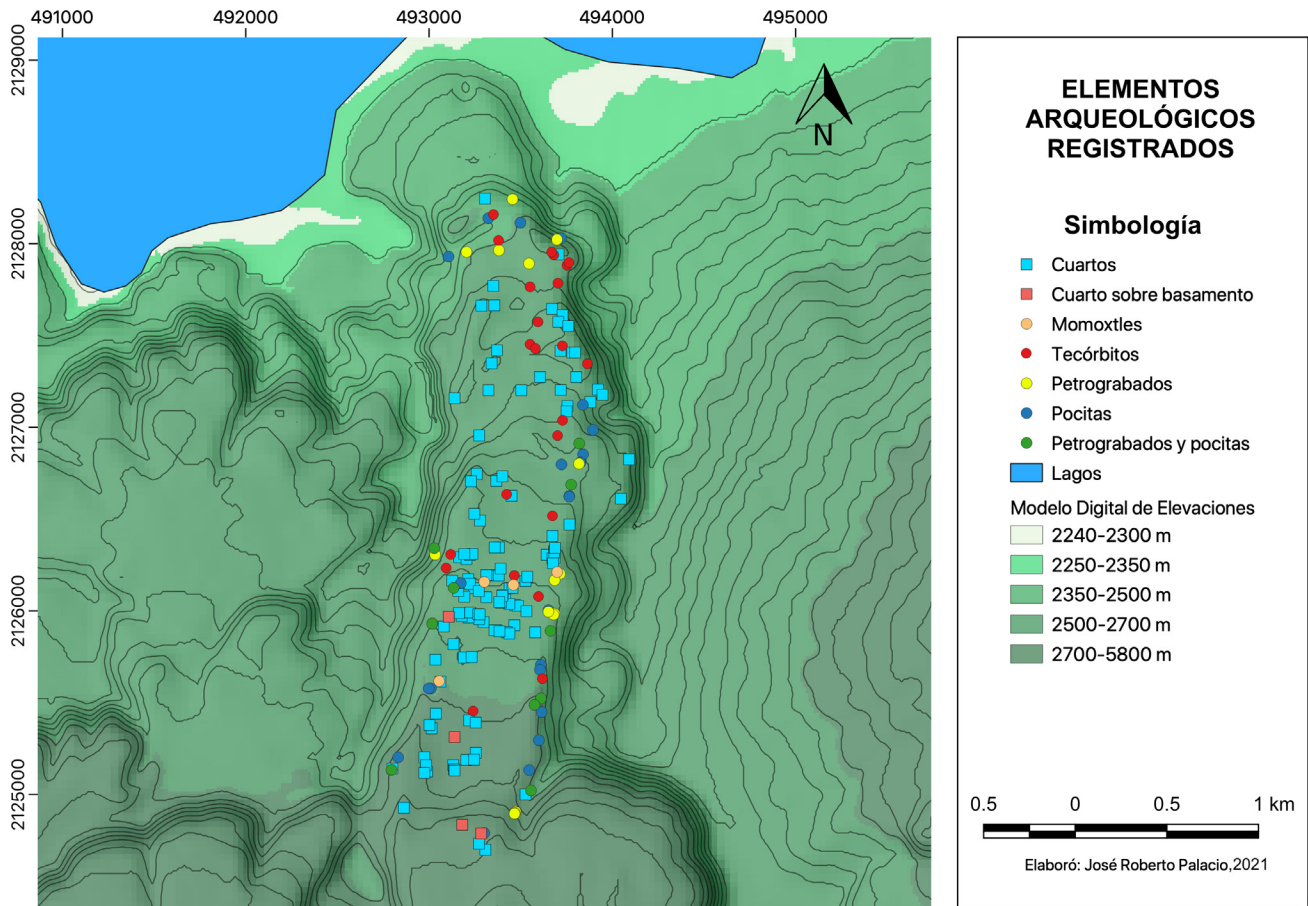 491000 492000 493000 494000 495000
2129000
2128000
2127000
2126000
2125000
N
ELEMENTOS
ARQUEOLÓGICOS
REGISTRADOS
Simbología
Cuartos
Cuarto sobre basamento
Momoxtles
Tecórbitos
Petrograbados
Pocitas
Petrograbados y pocitas
Lagos
Modelo Digital de Elevaciones
2240-2300 m
2250-2350 m
2350-2500 m
2500-2700 m
2700-5800 m
0.5 0 0.5 1 km
Elaboró: José Roberto Palacio,2021